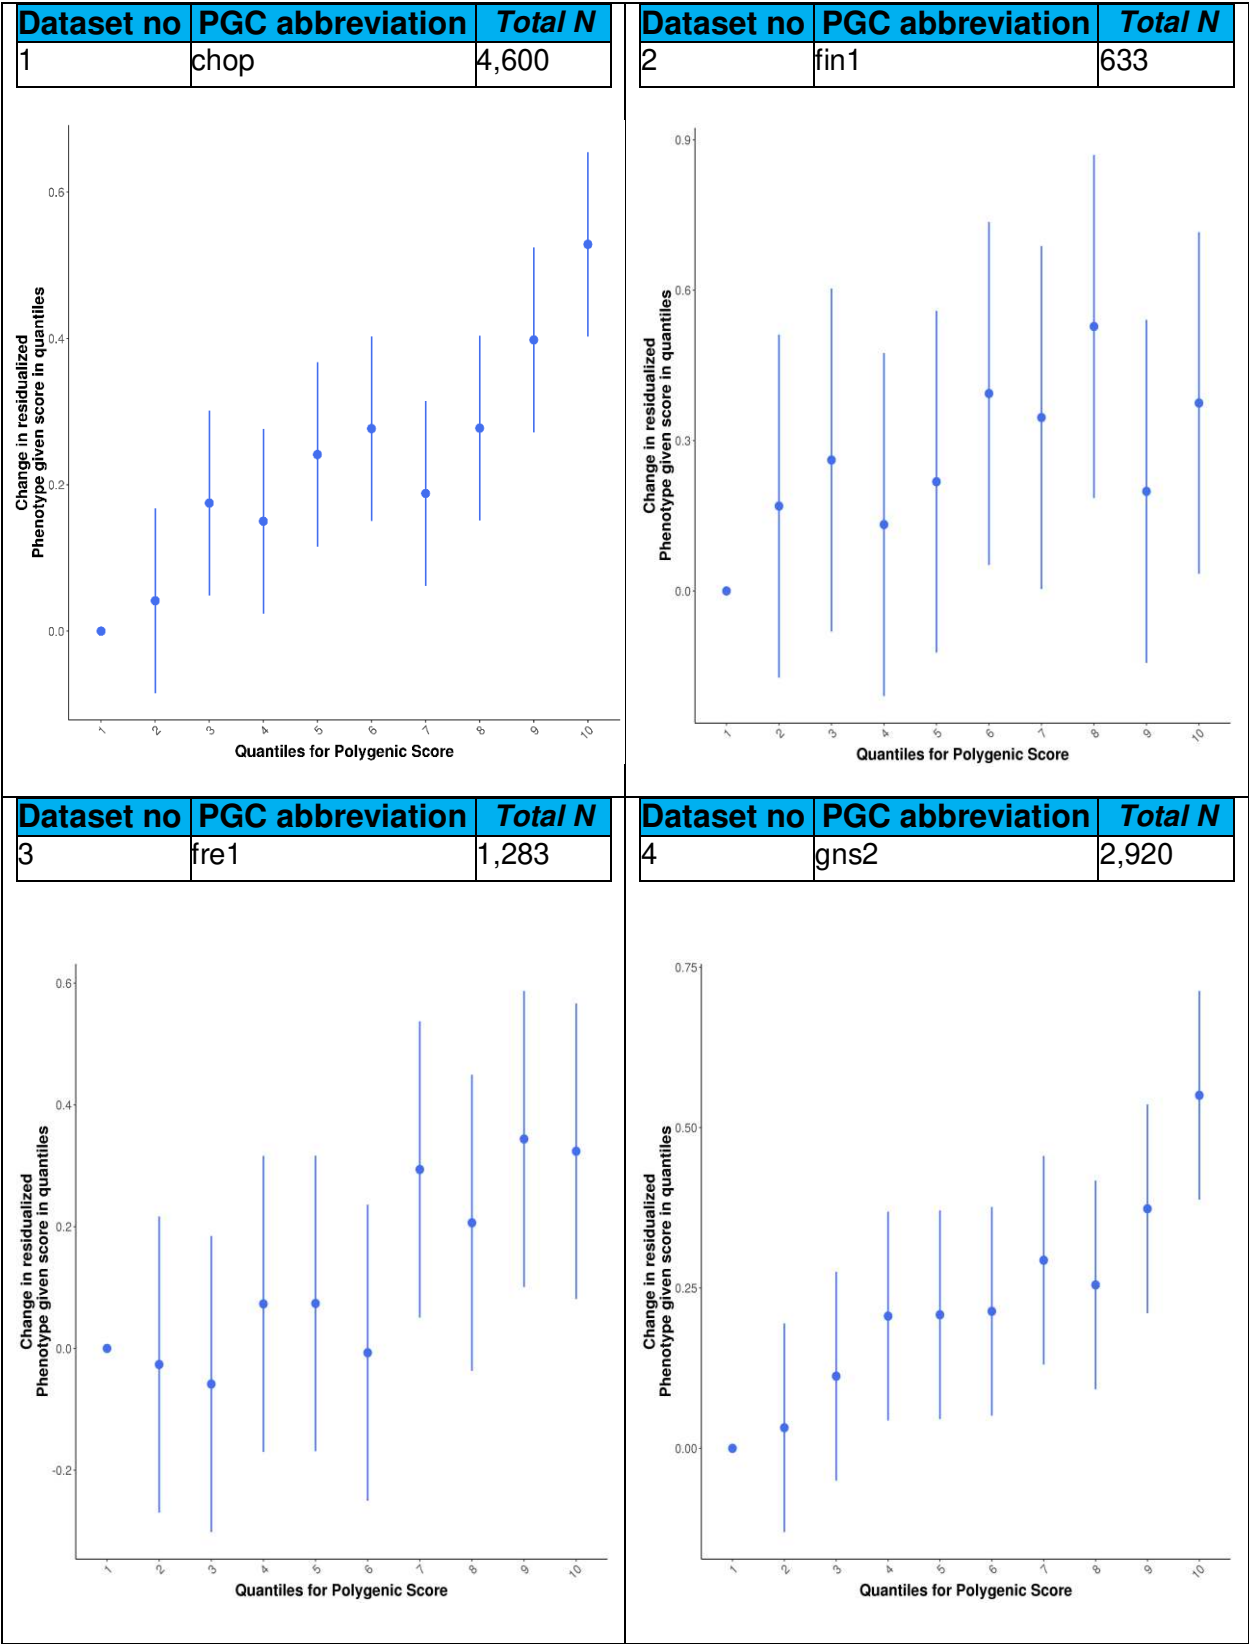 Dataset no PGC abbreviation Total N
1 chop 4,600
0.6
0.4
0.2
0.0
Change in residualized
Phenotype given score in quantiles
1 2 3 4 5 6 7 8 9 10
Quantiles for Polygenic Score
Dataset no PGC abbreviation Total N
2 fin1 633
0.9
0.6
0.3
0.0
Change in residualized
Phenotype given score in quantiles
1 2 3 4 5 6 7 8 9 10
Quantiles for Polygenic Score
Dataset no PGC abbreviation Total N
3 fre1 1,283
0.6
0.4
0.2
0.0
-0.2
Change in residualized
Phenotype given score in quantiles
1 2 3 4 5 6 7 8 9 10
Quantiles for Polygenic Score
Dataset no PGC abbreviation Total N
4 gns2 2,920
0.75
0.50
0.25
0.00
Change in residualized
Phenotype given score in quantiles
1 2 3 4 5 6 7 8 9 10
Quantiles for Polygenic Score